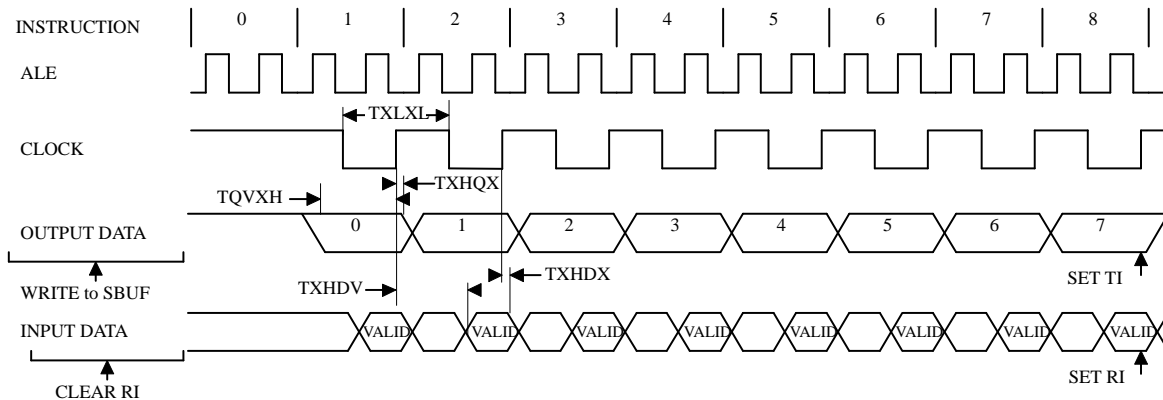 INSTRUCTION 0 1 2 3 4 5 6 7 8
ALE
TXLXL
CLOCK
TXHQX
TQVXH
OUTPUT DATA 0 1 2 3 4 5 6 7
TXHDX
SET TI
WRITE to SBUF
TXHDV
INPUT DATA VALID VALID VALID VALID VALID VALID VALID VALID
SET RI
CLEAR RI